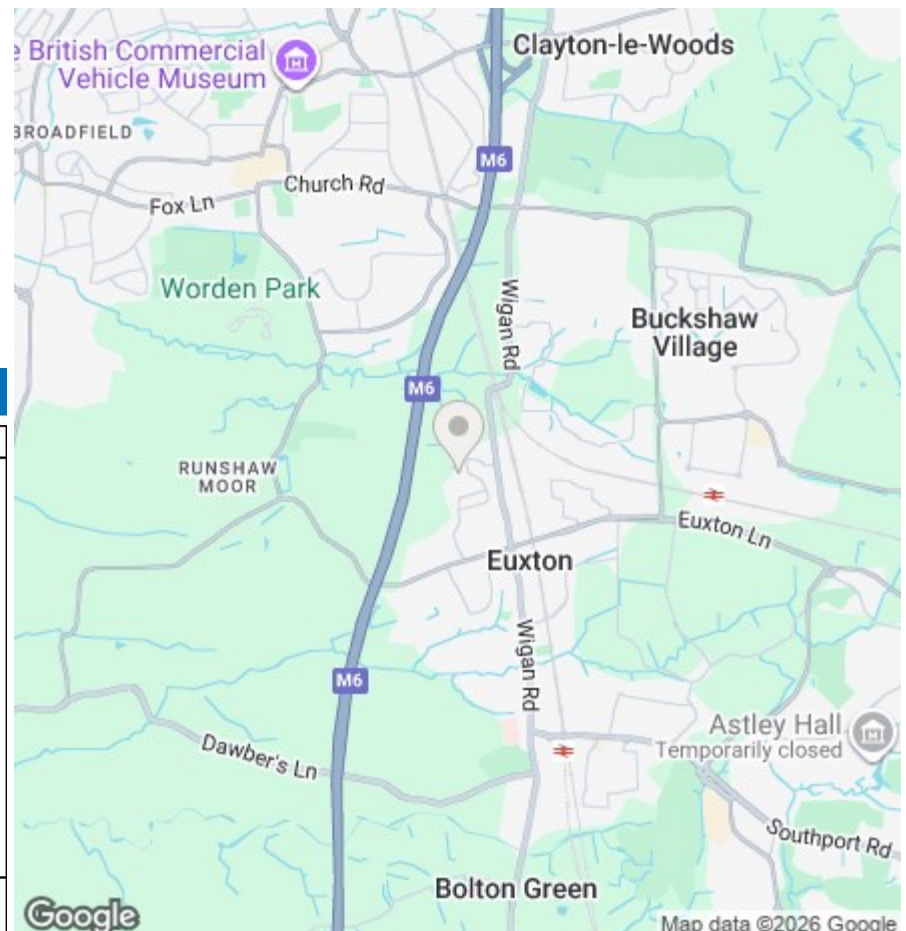 e British Commercial
Vehicle Museum
Clayton-le-Woods
BROADFIELD
M6
Church Rd
Fox Ln
Worden Park
Wigan Rd
Buckshaw
Village
M6
RUNSHAW
MOOR
Euxton Ln
Euxton
Wigan Rd
M6
Astley Hall
Temporarily closed
Dawber's Ln
Southport Rd
Bolton Green
Google
Map data ©2026 Google